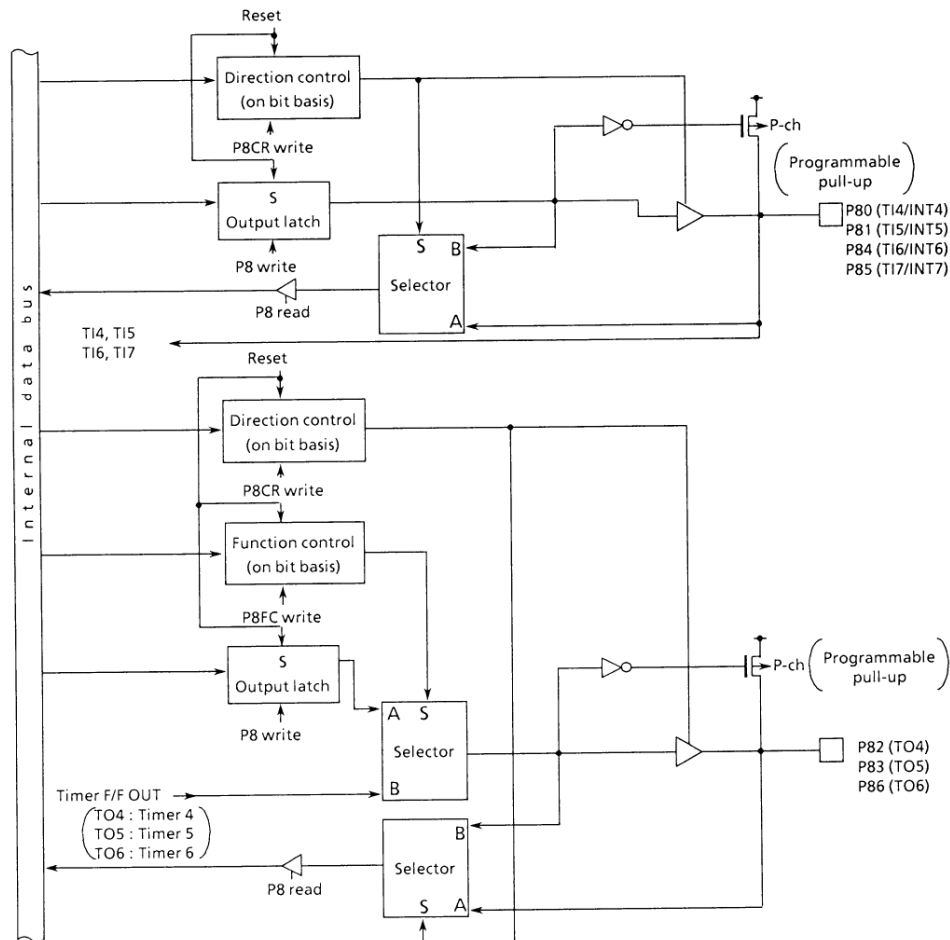 Reset
Direction control
(on bit basis)
P8CR write
S
Output latch
P8 write
P8 read
S
B
Selector
A
P-ch
(Programmable
pull-up)
P80 (TI4/INT4)
P81 (TI5/INT5)
P84 (TI6/INT6)
P85 (TI7/INT7)
TI4, TI5
TI6, TI7
Internal data bus
Reset
Direction control
(on bit basis)
P8CR write
Function control
(on bit basis)
P8FC write
S
Output latch
P8 write
A
S
Selector
B
P-ch
(Programmable
pull-up)
P82 (TO4)
P83 (TO5)
P86 (TO6)
Timer F/F OUT
(TO4 : Timer 4
TO5 : Timer 5
TO6 : Timer 6)
P8 read
B
Selector
S
A